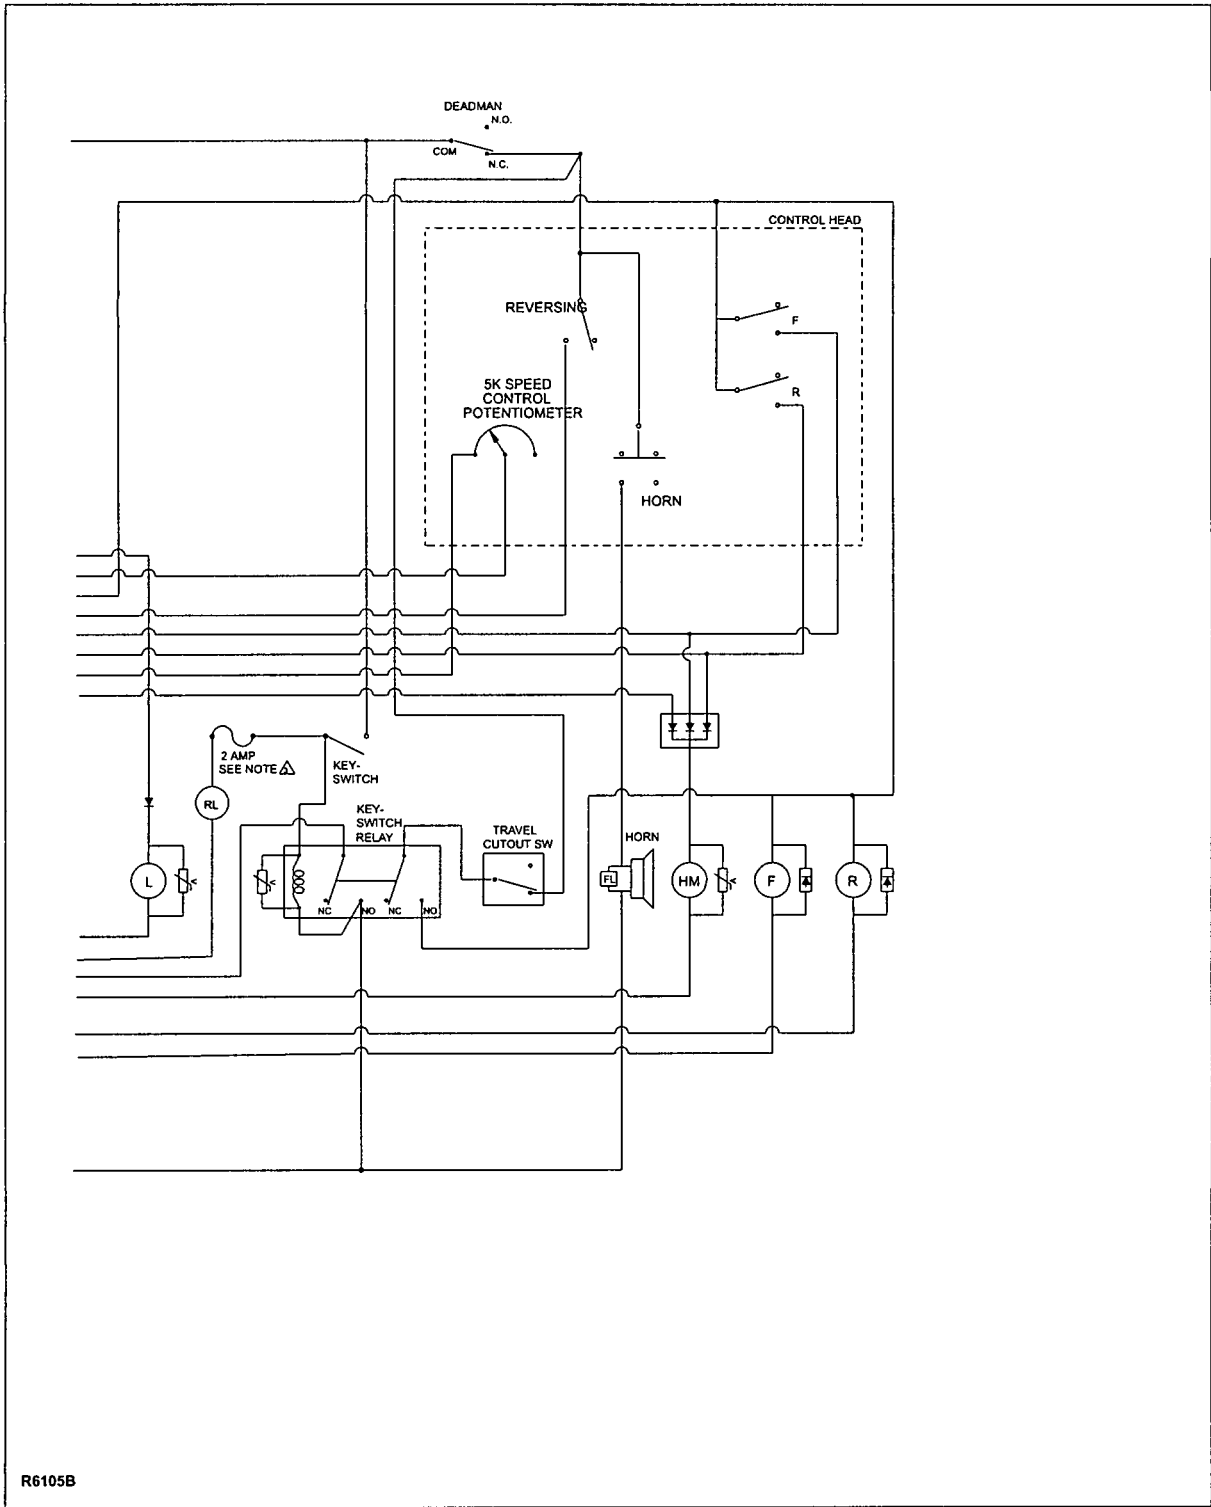 DEADMAN
N.O.
COM
N.C.
CONTROL HEAD
REVERSING
F
5K SPEED
CONTROL
POTENTIOMETER
R
HORN
2 AMP
SEE NOTE
KEY-
SWITCH
RL
KEY-
SWITCH
RELAY
TRAVEL
CUTOUT SW
HORN
L
FL
HM
F
R
NC
NO
NC
NO
R6105B